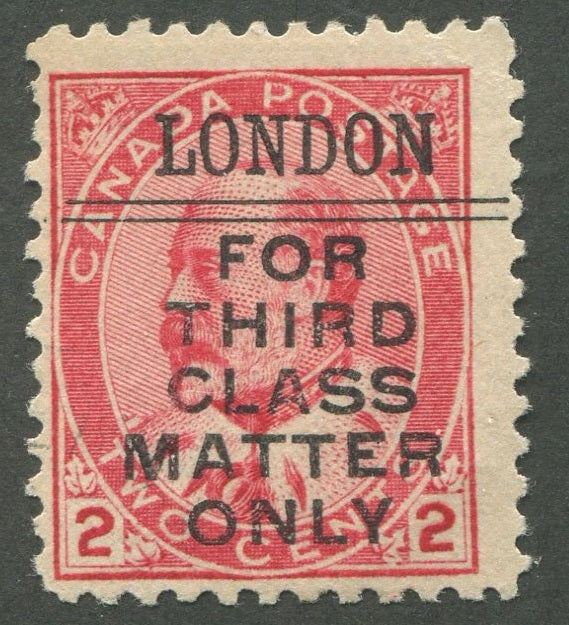 CANADA POSTAGE
LONDON
FOR
THIRD
CLASS
MATTER
ONLY
TWO CENTS
2 2